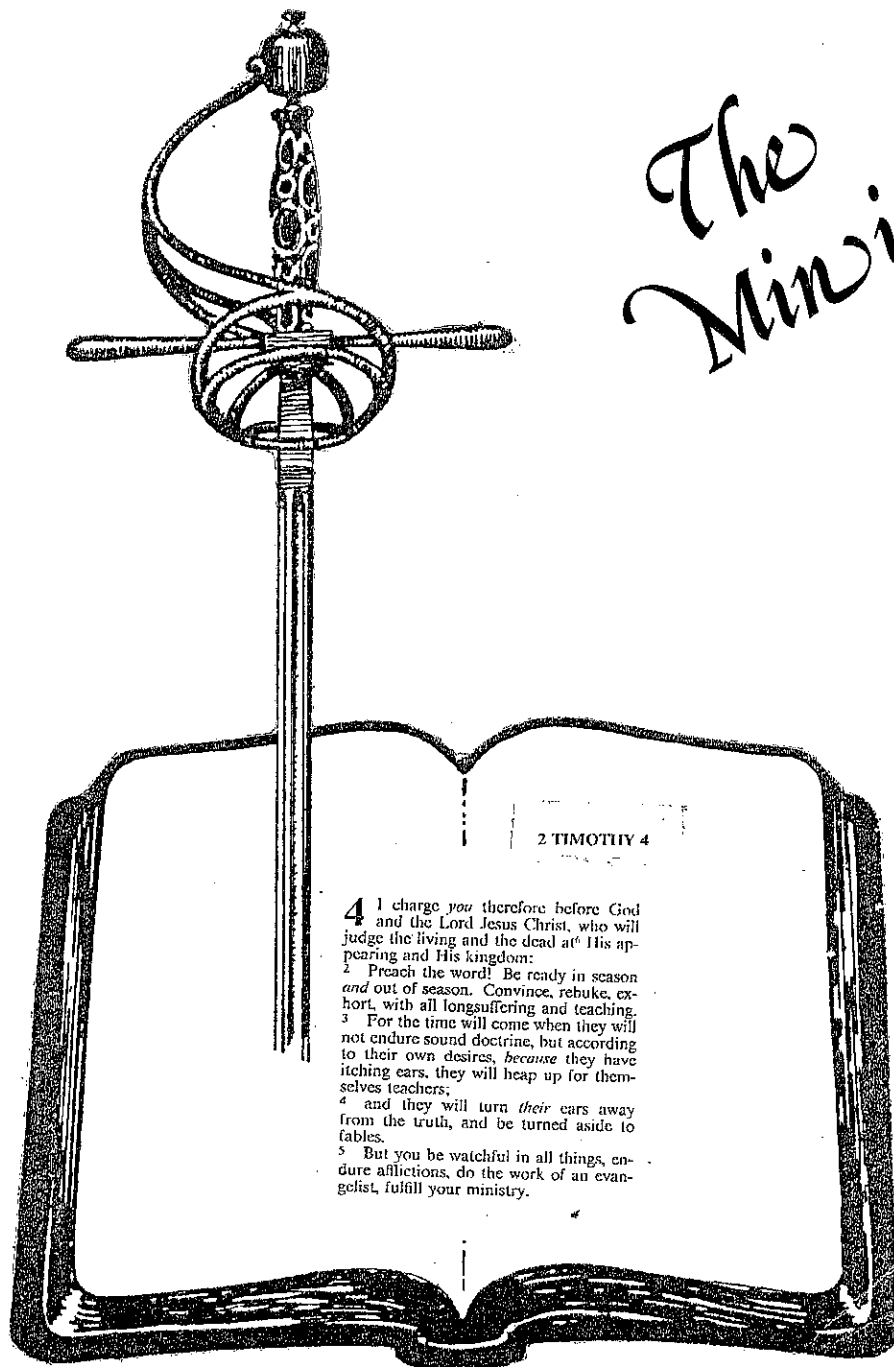 The
Mini
2 TIMOTHY 4
4 I charge you therefore before God
and the Lord Jesus Christ, who will
judge the living and the dead at⁶ His ap-
pearing and His kingdom:
2 Preach the word! Be ready in season
and out of season. Convince, rebuke, ex-
hort, with all longsuffering and teaching.
3 For the time will come when they will
not endure sound doctrine, but according
to their own desires, because they have
itching ears, they will heap up for them-
selves teachers;
4 and they will turn their ears away
from the truth, and be turned aside to
fables.
5 But you be watchful in all things, en-
dure afflictions, do the work of an evan-
gelist, fulfill your ministry.